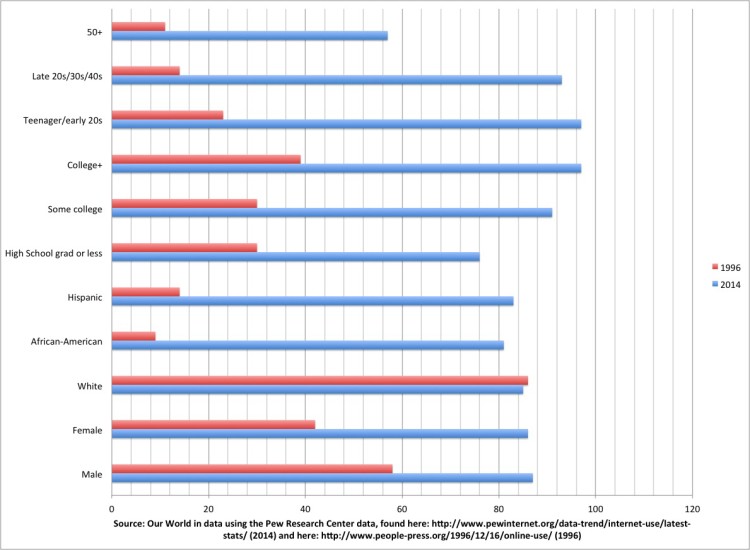 50+
Late 20s/30s/40s
Teenager/early 20s
College+
Some college
High School grad or less
Hispanic
African-American
White
Female
Male
1996
2014
0 20 40 60 80 100 120
Source: Our World in data using the Pew Research Center data, found here: http://www.pewinternet.org/data-trend/internet-use/latest-
stats/ (2014) and here: http://www.people-press.org/1996/12/16/online-use/ (1996)